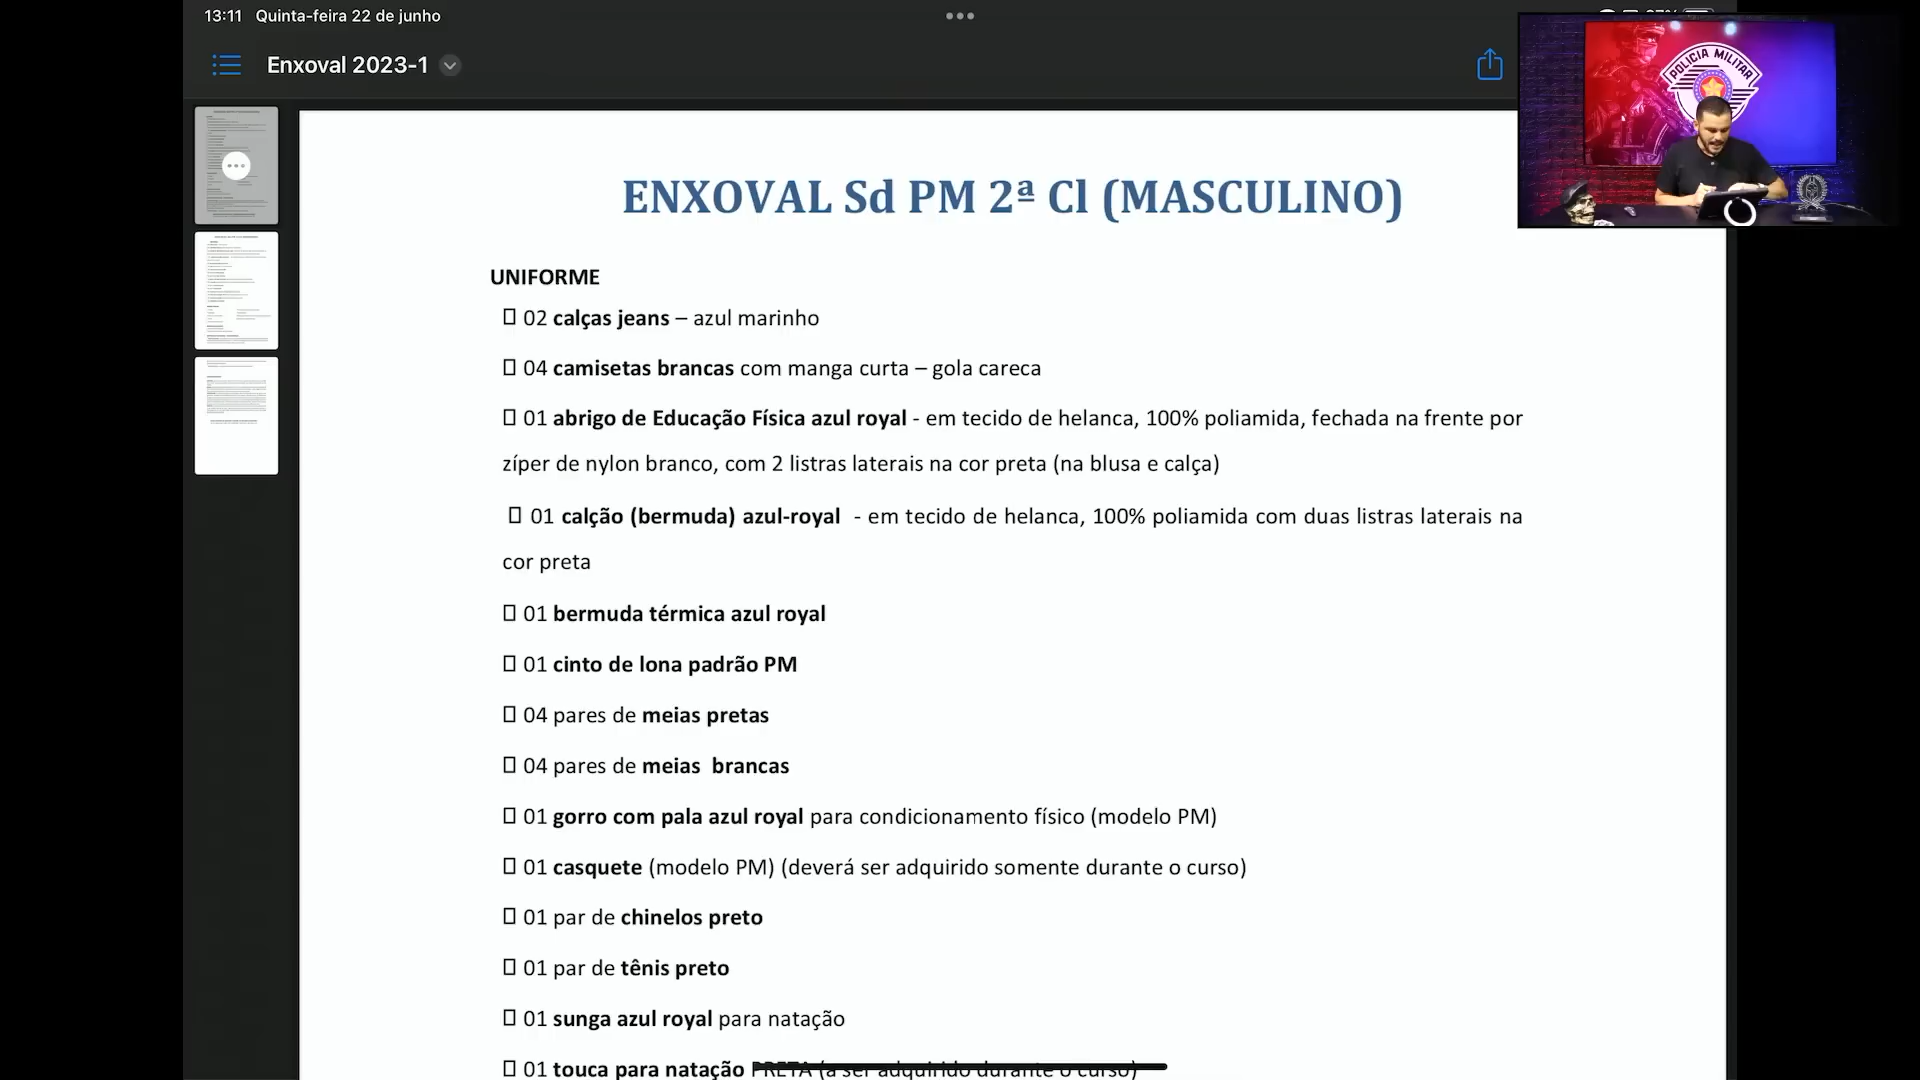 13:11 Quinta-feira 22 de junho
Enxoval 2023-1
POLICIA MILITAR
ENXOVAL Sd PM 2ª Cl (MASCULINO)
UNIFORME
02 calças jeans – azul marinho
04 camisetas brancas com manga curta – gola careca
01 abrigo de Educação Física azul royal - em tecido de helanca, 100% poliamida, fechada na frente por
zíper de nylon branco, com 2 listras laterais na cor preta (na blusa e calça)
01 calção (bermuda) azul-royal - em tecido de helanca, 100% poliamida com duas listras laterais na
cor preta
01 bermuda térmica azul royal
01 cinto de lona padrão PM
04 pares de meias pretas
04 pares de meias brancas
01 gorro com pala azul royal para condicionamento físico (modelo PM)
01 casquete (modelo PM) (deverá ser adquirido somente durante o curso)
01 par de chinelos preto
01 par de tênis preto
01 sunga azul royal para natação
01 touca para natação PRETA (a ser adquirido durante o curso)